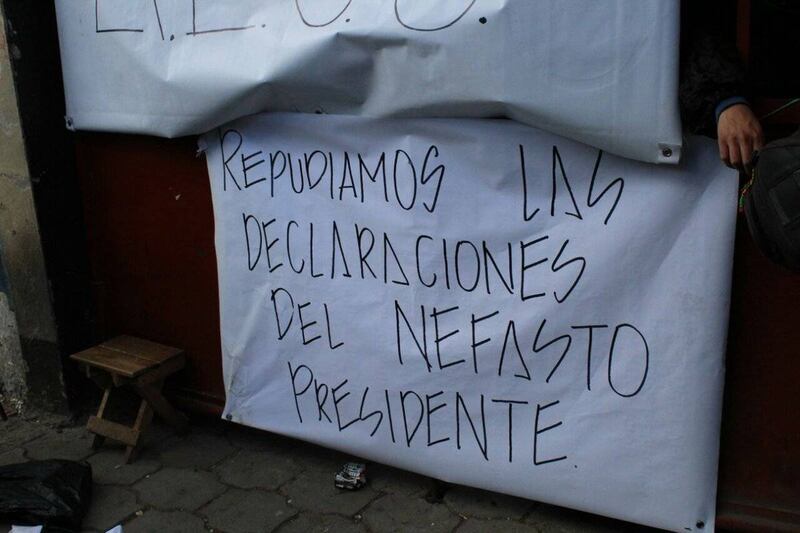 REPUDIAMOS LAS
DECLARACIONES
DEL NEFASTO
PRESIDENTE.